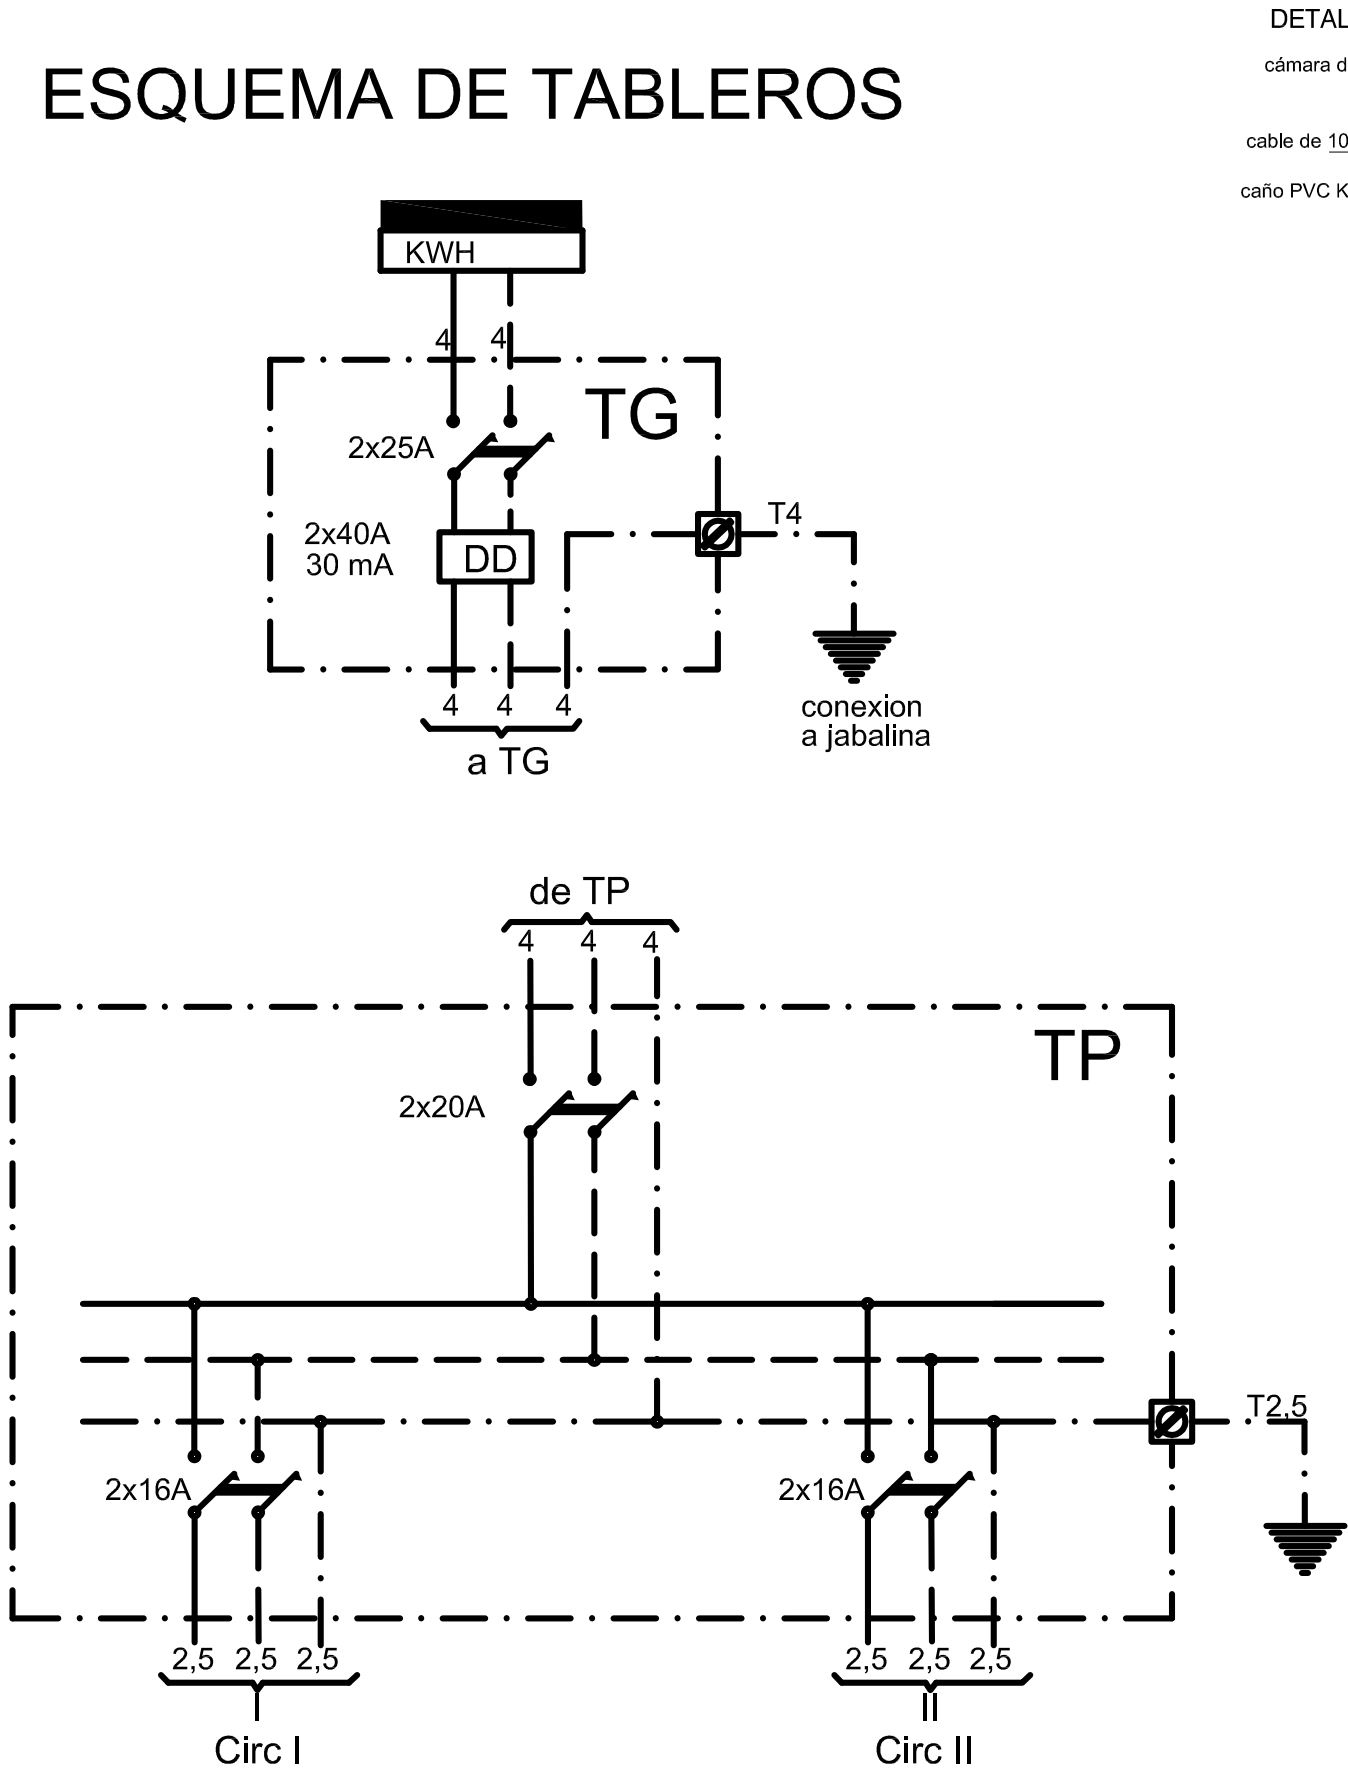 DETAL
cámara d
ESQUEMA DE TABLEROS
cable de 10
caño PVC K
KWH
4 4
TG
2x25A
T4
2x40A
30 mA
DD
4 4 4
conexion
a jabalina
a TG
de TP
4 4 4
TP
2x20A
T2,5
2x16A 2x16A
2,5 2,5 2,5 2,5 2,5 2,5
I II
Circ I Circ II